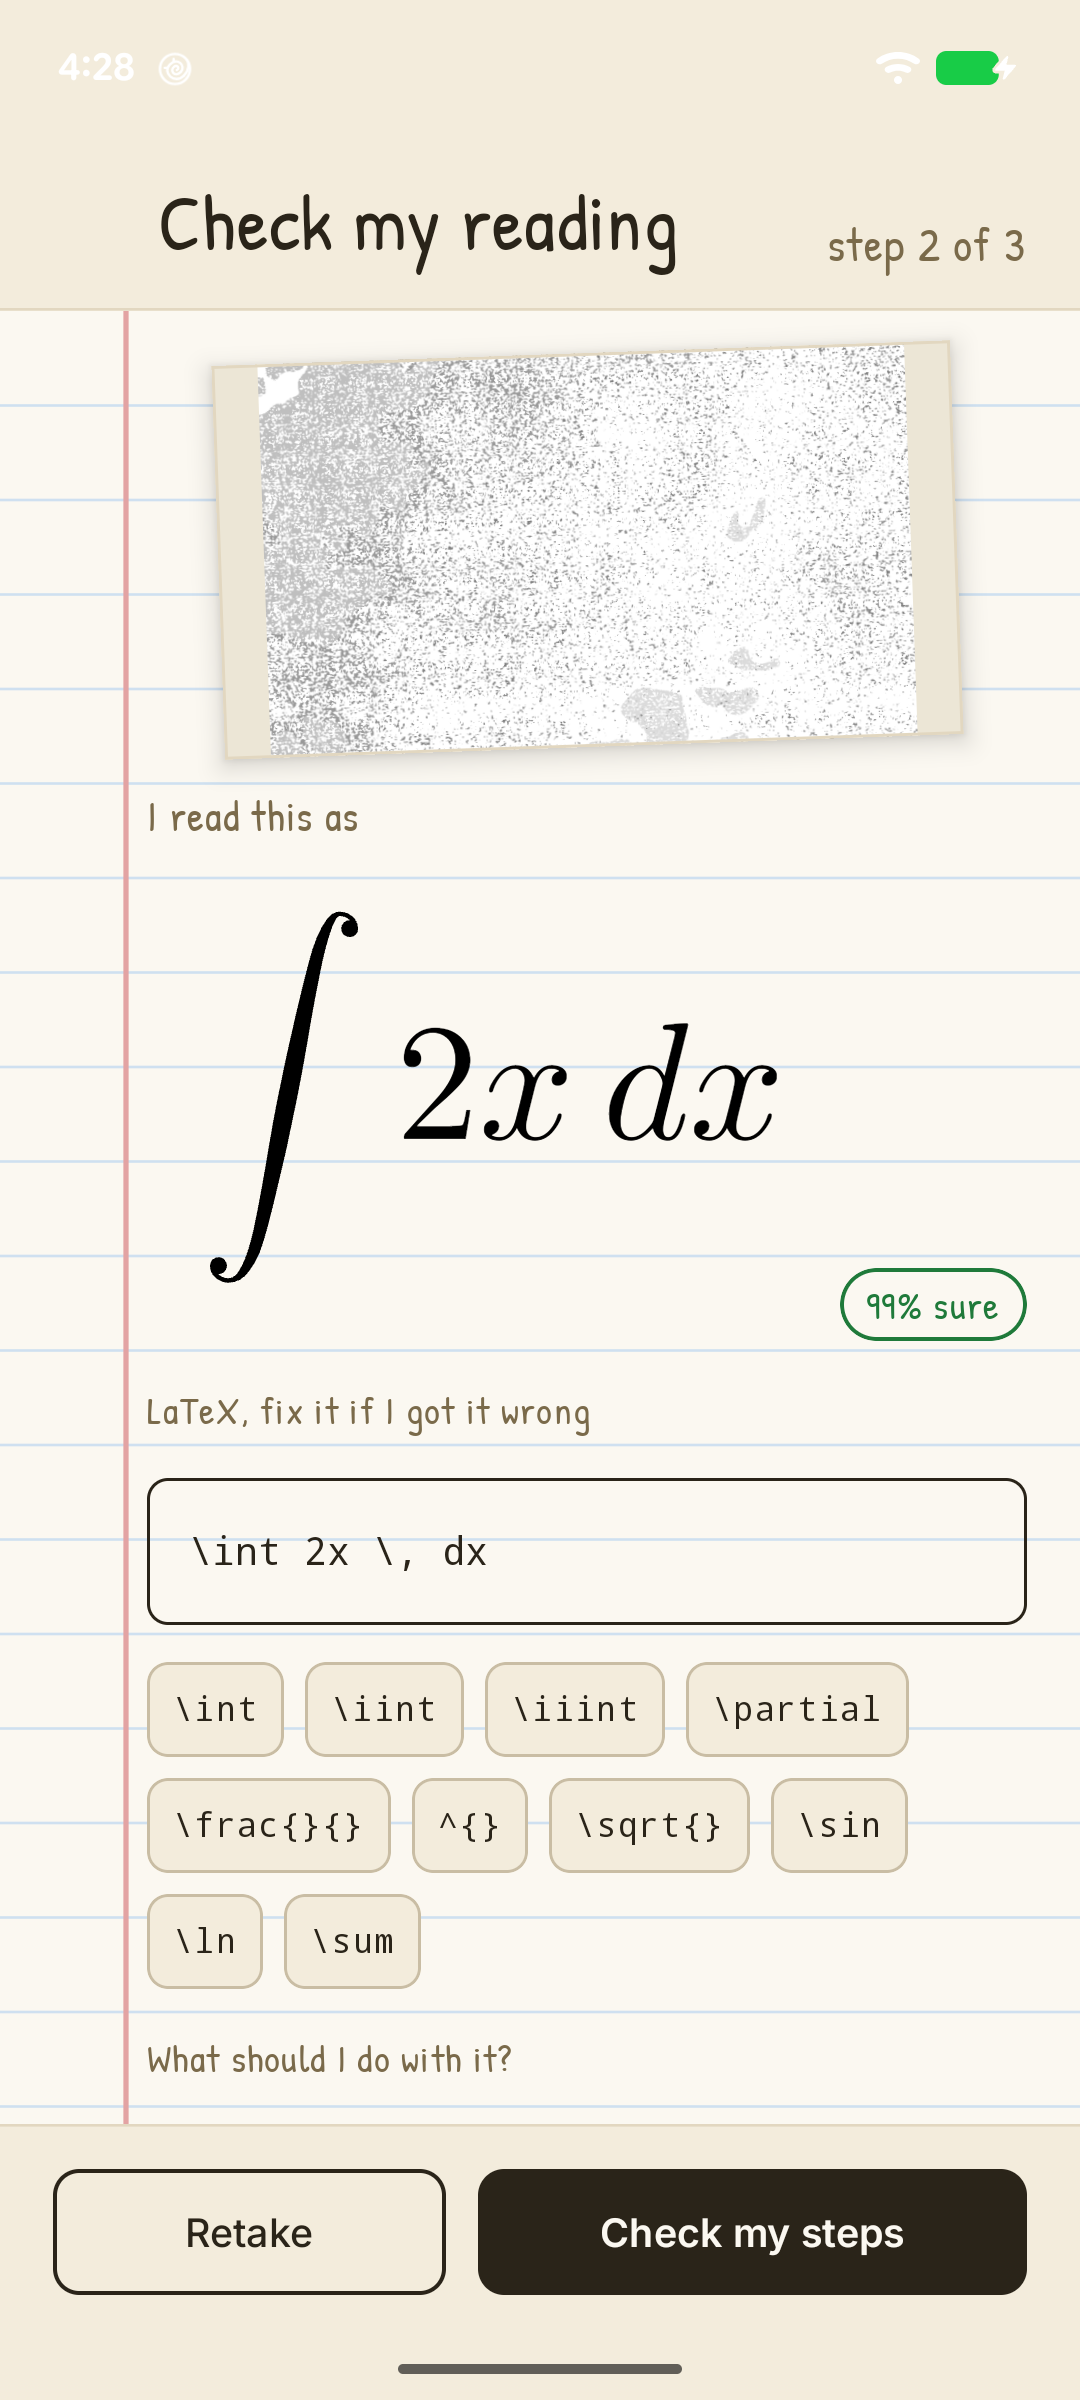 4:28
Check my reading
step 2 of 3
I read this as
∫ 2x dx
99% sure
LaTeX, fix it if I got it wrong
\int 2x \, dx
\int \iint \iiint \partial
\frac{}{} ^{} \sqrt{} \sin
\ln \sum
What should I do with it?
Retake
Check my steps